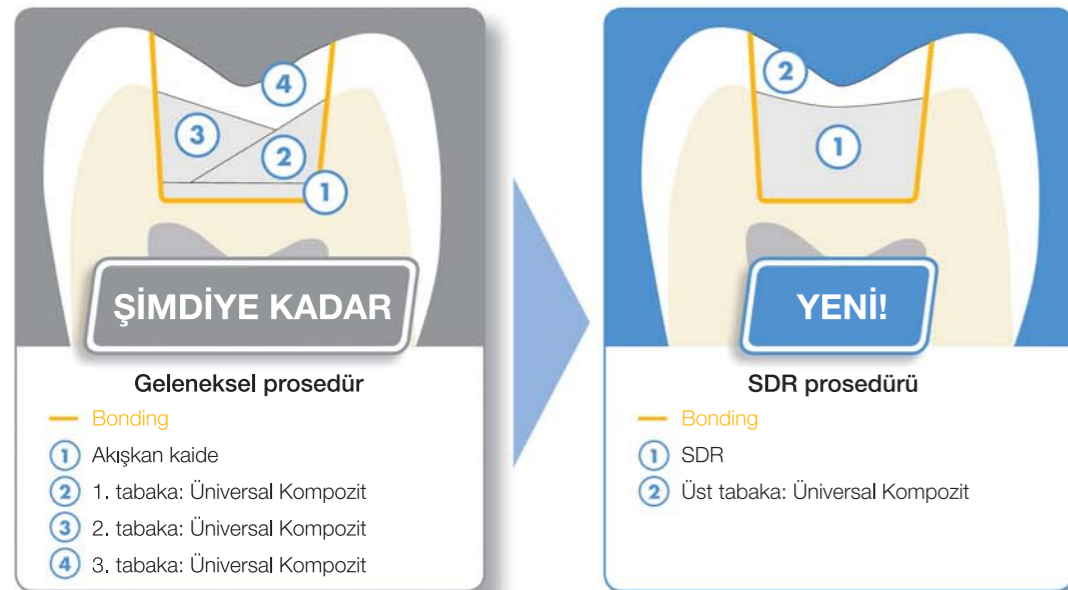 4
3
2
1
ŞİMDİYE KADAR
Geleneksel prosedür
Bonding
1 Akışkan kaide
2 1. tabaka: Üniversal Kompozit
3 2. tabaka: Üniversal Kompozit
4 3. tabaka: Üniversal Kompozit
2
1
YENİ!
SDR prosedürü
Bonding
1 SDR
2 Üst tabaka: Üniversal Kompozit